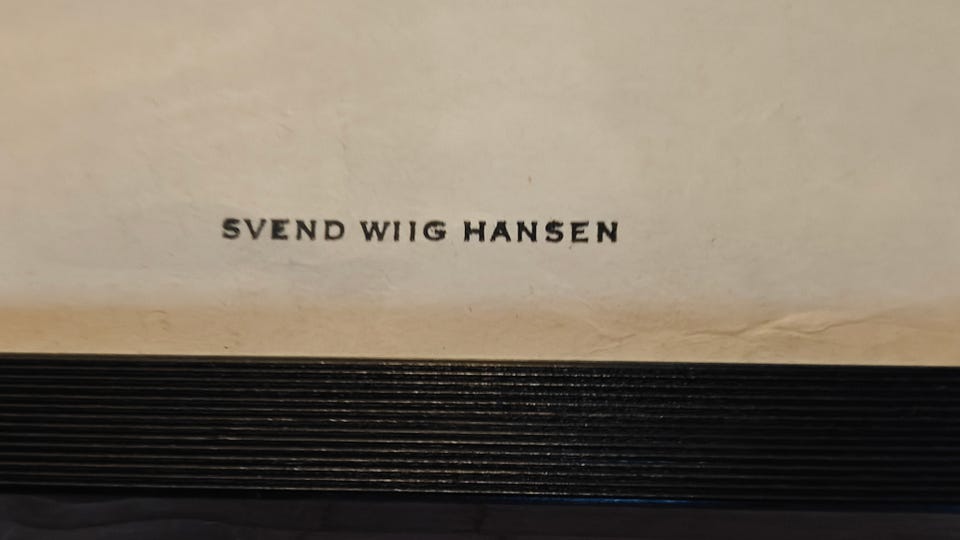 SVEND WIIG HANSEN